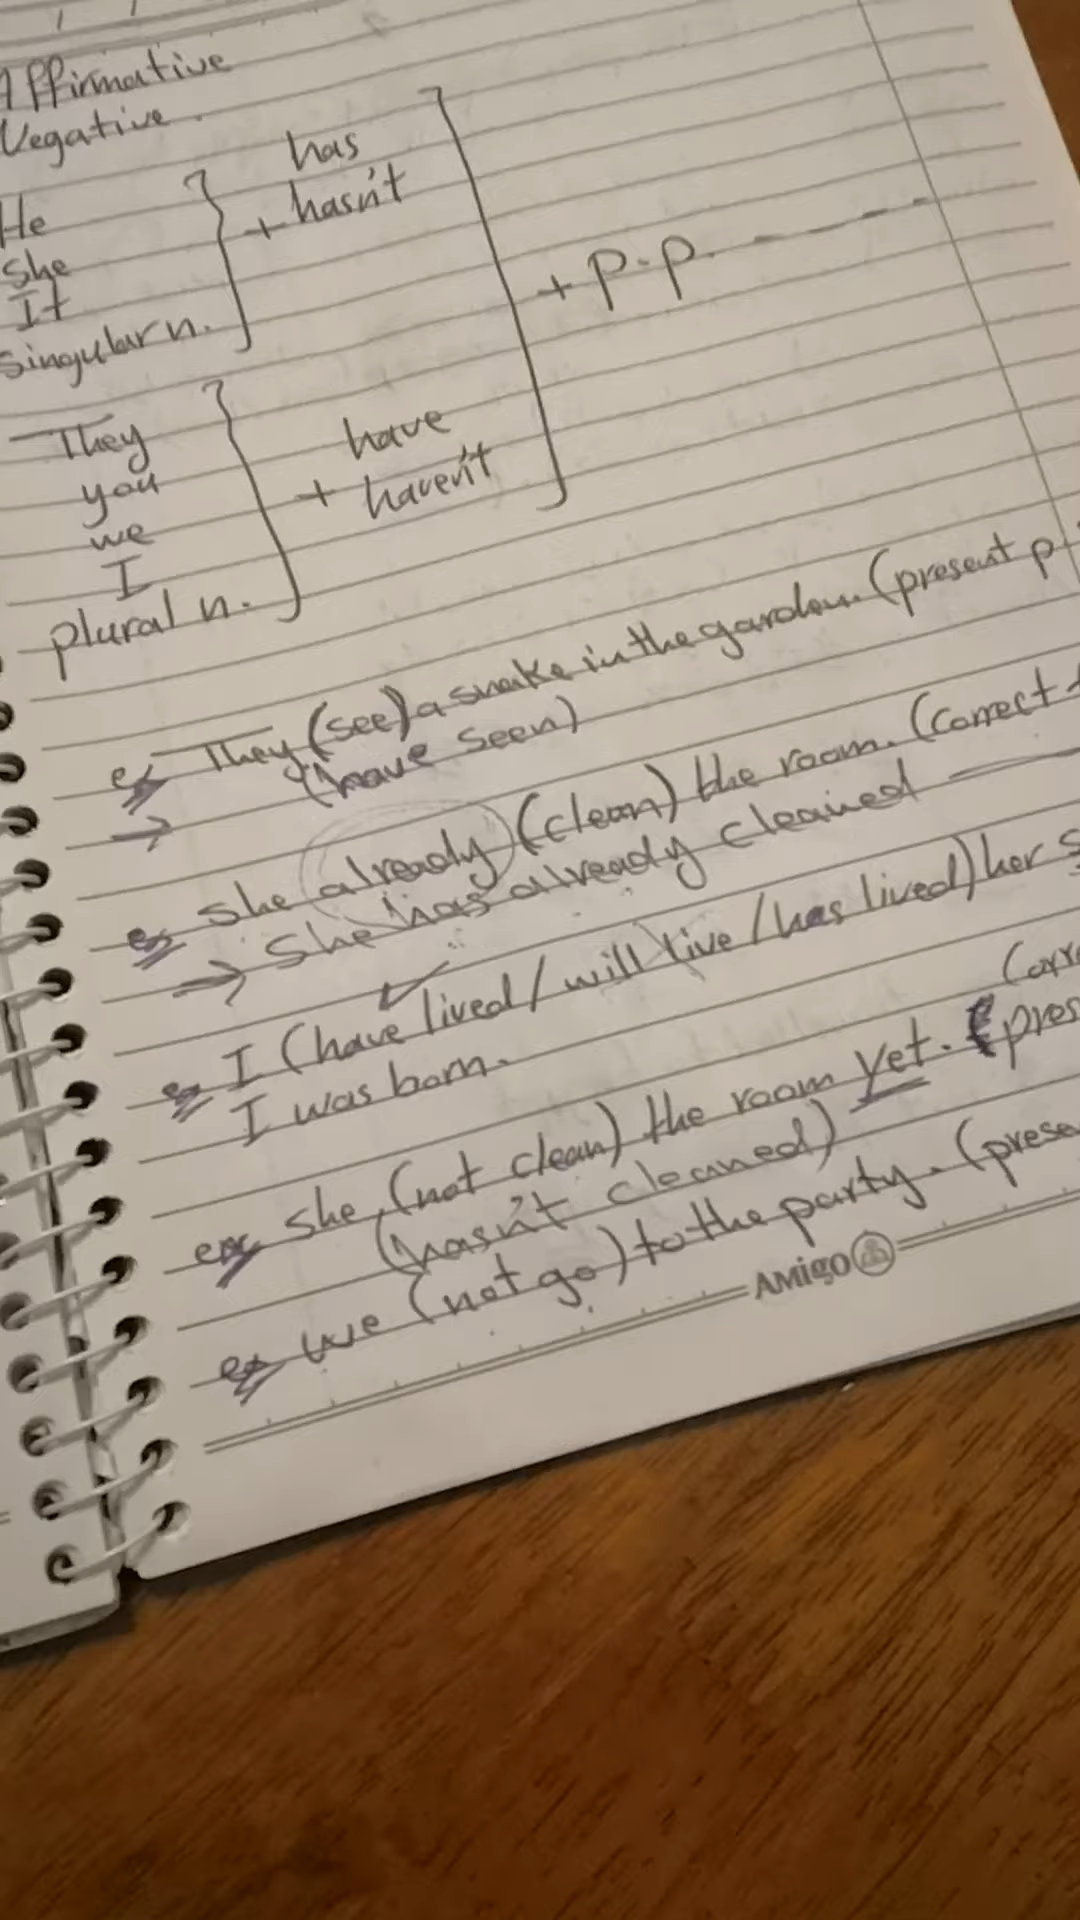 Affirmative
Negative.
has
hasn't
He
She
It
singular n.
+
+ p.p. -----
They
you
we
I
plural n.
have
+ haven't
ex They (see) a snake in the garden. (present p
→ (have seen)
ex she already (clean) the room. (correct
→ She has already cleaned
ex I (have lived / will live / has lived) her
I was born.
ex she (not clean) the room yet. (pres
(hasn't cleaned)
ex we (not go) to the party. (prese
AMigo